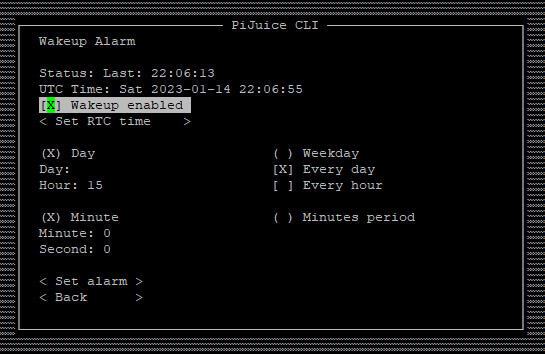 PiJuice CLI
Wakeup Alarm
Status: Last: 22:06:13
UTC Time: Sat 2023-01-14 22:06:55
[X] Wakeup enabled
< Set RTC time    >
(X) Day ( ) Weekday
Day: [X] Every day
Hour: 15 [ ] Every hour
(X) Minute ( ) Minutes period
Minute: 0
Second: 0
< Set alarm >
< Back      >